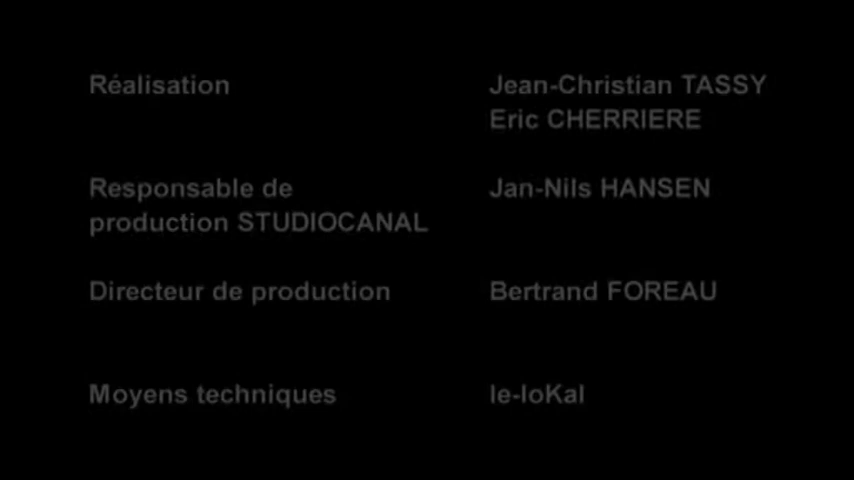 Réalisation Jean-Christian TASSY
Eric CHERRIERE
Responsable de Jan-Nils HANSEN
production STUDIOCANAL
Directeur de production Bertrand FOREAU
Moyens techniques le-loKal